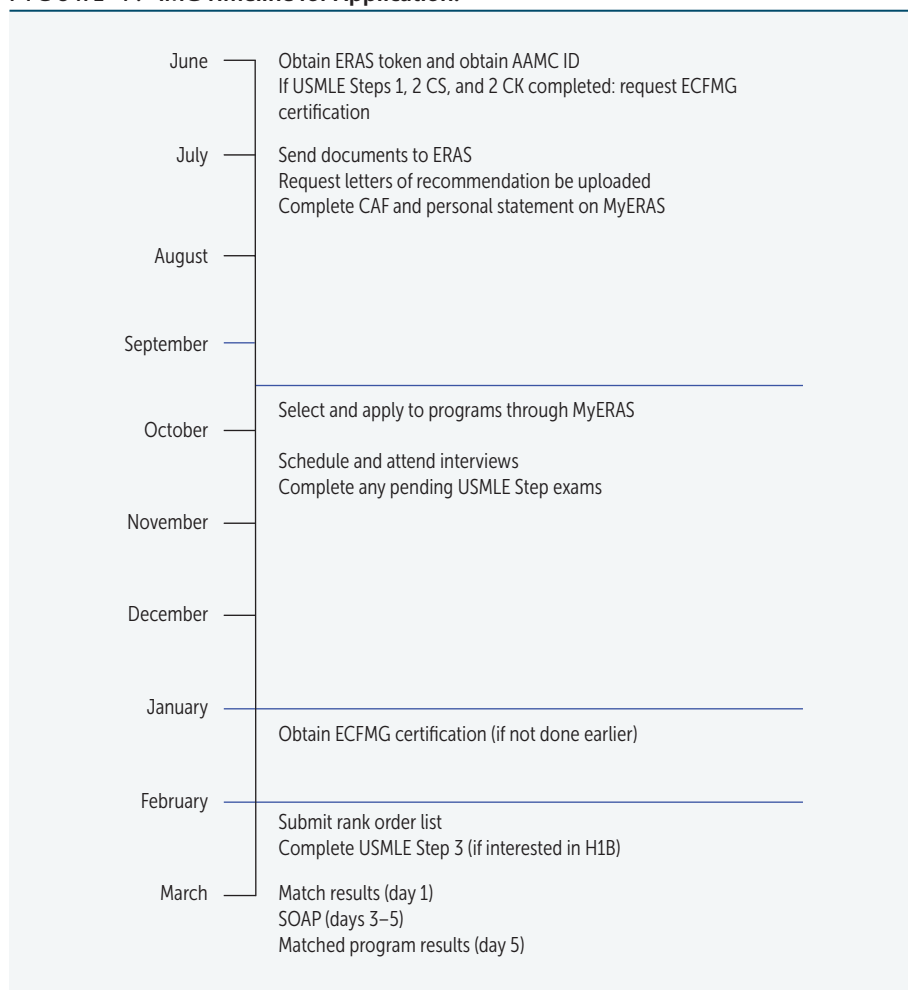 IMG Timeline for Application.
June
Obtain ERAS token and obtain AAMC ID
If USMLE Steps 1, 2 CS, and 2 CK completed: request ECFMG
certification
July
Send documents to ERAS
Request letters of recommendation be uploaded
Complete CAF and personal statement on MyERAS
August
September
Select and apply to programs through MyERAS
October
Schedule and attend interviews
Complete any pending USMLE Step exams
November
December
January
Obtain ECFMG certification (if not done earlier)
February
Submit rank order list
Complete USMLE Step 3 (if interested in H1B)
March
Match results (day 1)
SOAP (days 3–5)
Matched program results (day 5)